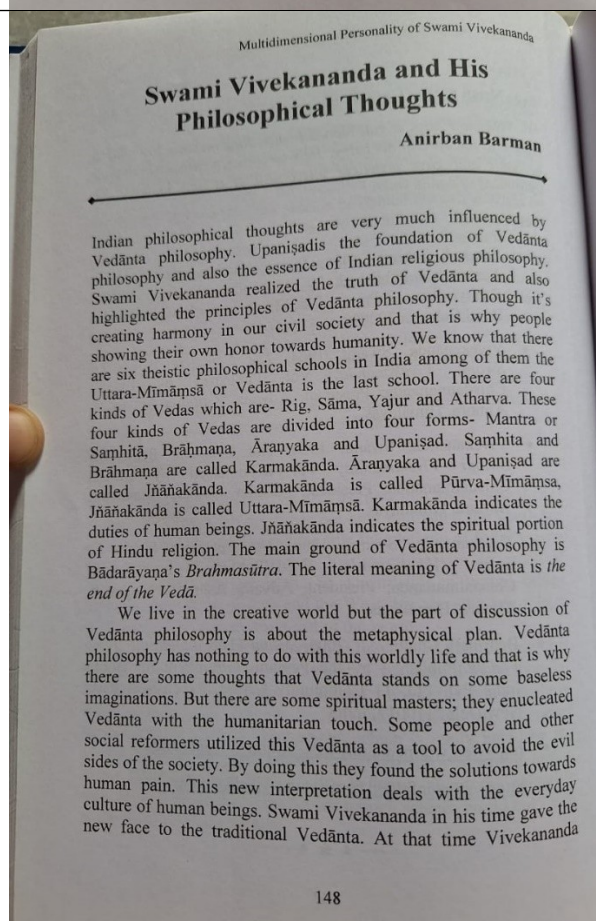 Multidimensional Personality of Swami Vivekananda
Swami Vivekananda and His
Philosophical Thoughts
Anirban Barman
Indian philosophical thoughts are very much influenced by
Vedānta philosophy. Upaniṣadis the foundation of Vedānta
philosophy and also the essence of Indian religious philosophy.
Swami Vivekananda realized the truth of Vedānta and also
highlighted the principles of Vedānta philosophy. Though it's
creating harmony in our civil society and that is why people
showing their own honor towards humanity. We know that there
are six theistic philosophical schools in India among of them the
Uttara-Mīmāṃsā or Vedānta is the last school. There are four
kinds of Vedas which are- Rig, Sāma, Yajur and Atharva. These
four kinds of Vedas are divided into four forms- Mantra or
Saṃhitā, Brāḥmaṇa, Āraṇyaka and Upaniṣad. Saṃhita and
Brāhmaṇa are called Karmakānda. Āraṇyaka and Upaniṣad are
called Jñāñakānda. Karmakānda is called Pūrva-Mīmāṃsa,
Jñāñakānda is called Uttara-Mīmāṃsā. Karmakānda indicates the
duties of human beings. Jñāñakānda indicates the spiritual portion
of Hindu religion. The main ground of Vedānta philosophy is
Bādarāyaṇa's Brahmasūtra. The literal meaning of Vedānta is the
end of the Vedā.
We live in the creative world but the part of discussion of
Vedānta philosophy is about the metaphysical plan. Vedānta
philosophy has nothing to do with this worldly life and that is why
there are some thoughts that Vedānta stands on some baseless
imaginations. But there are some spiritual masters; they enucleated
Vedānta with the humanitarian touch. Some people and other
social reformers utilized this Vedānta as a tool to avoid the evil
sides of the society. By doing this they found the solutions towards
human pain. This new interpretation deals with the everyday
culture of human beings. Swami Vivekananda in his time gave the
new face to the traditional Vedānta. At that time Vivekananda
148